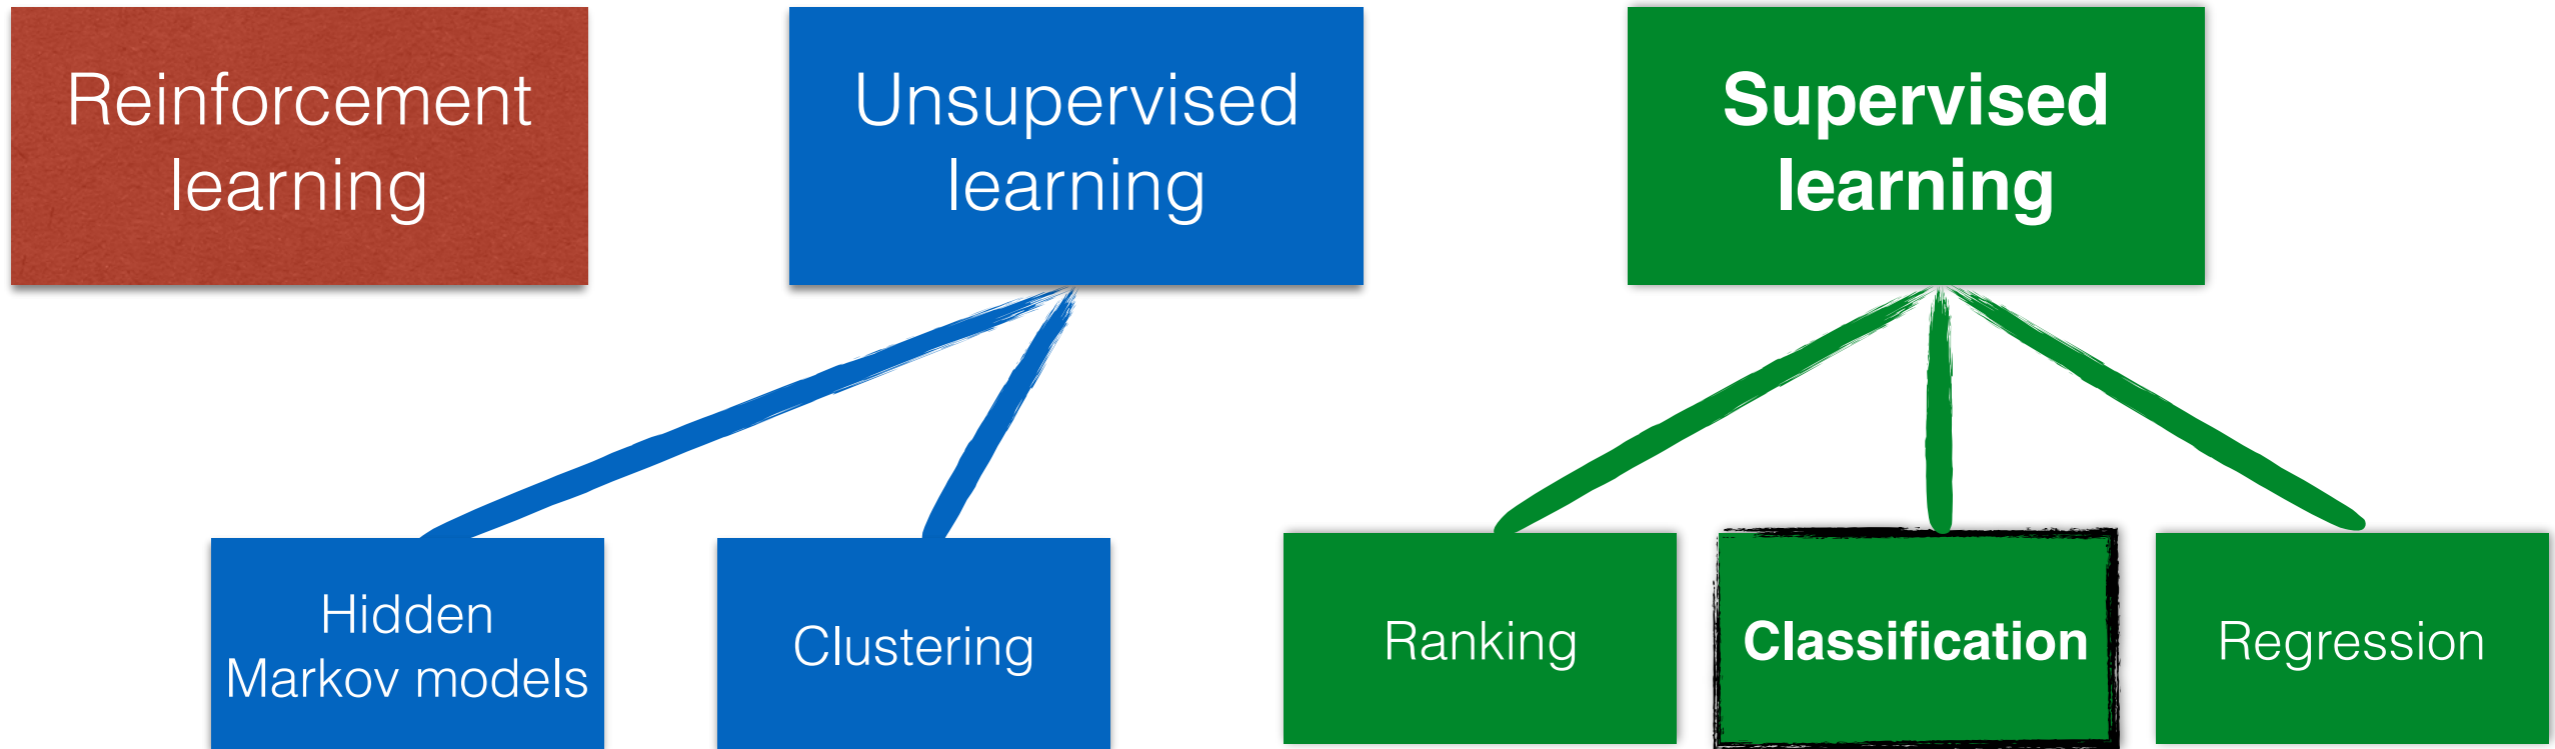 Reinforcement
learning
Unsupervised
learning
Supervised
learning
Hidden
Markov models
Clustering
Ranking
Classification
Regression